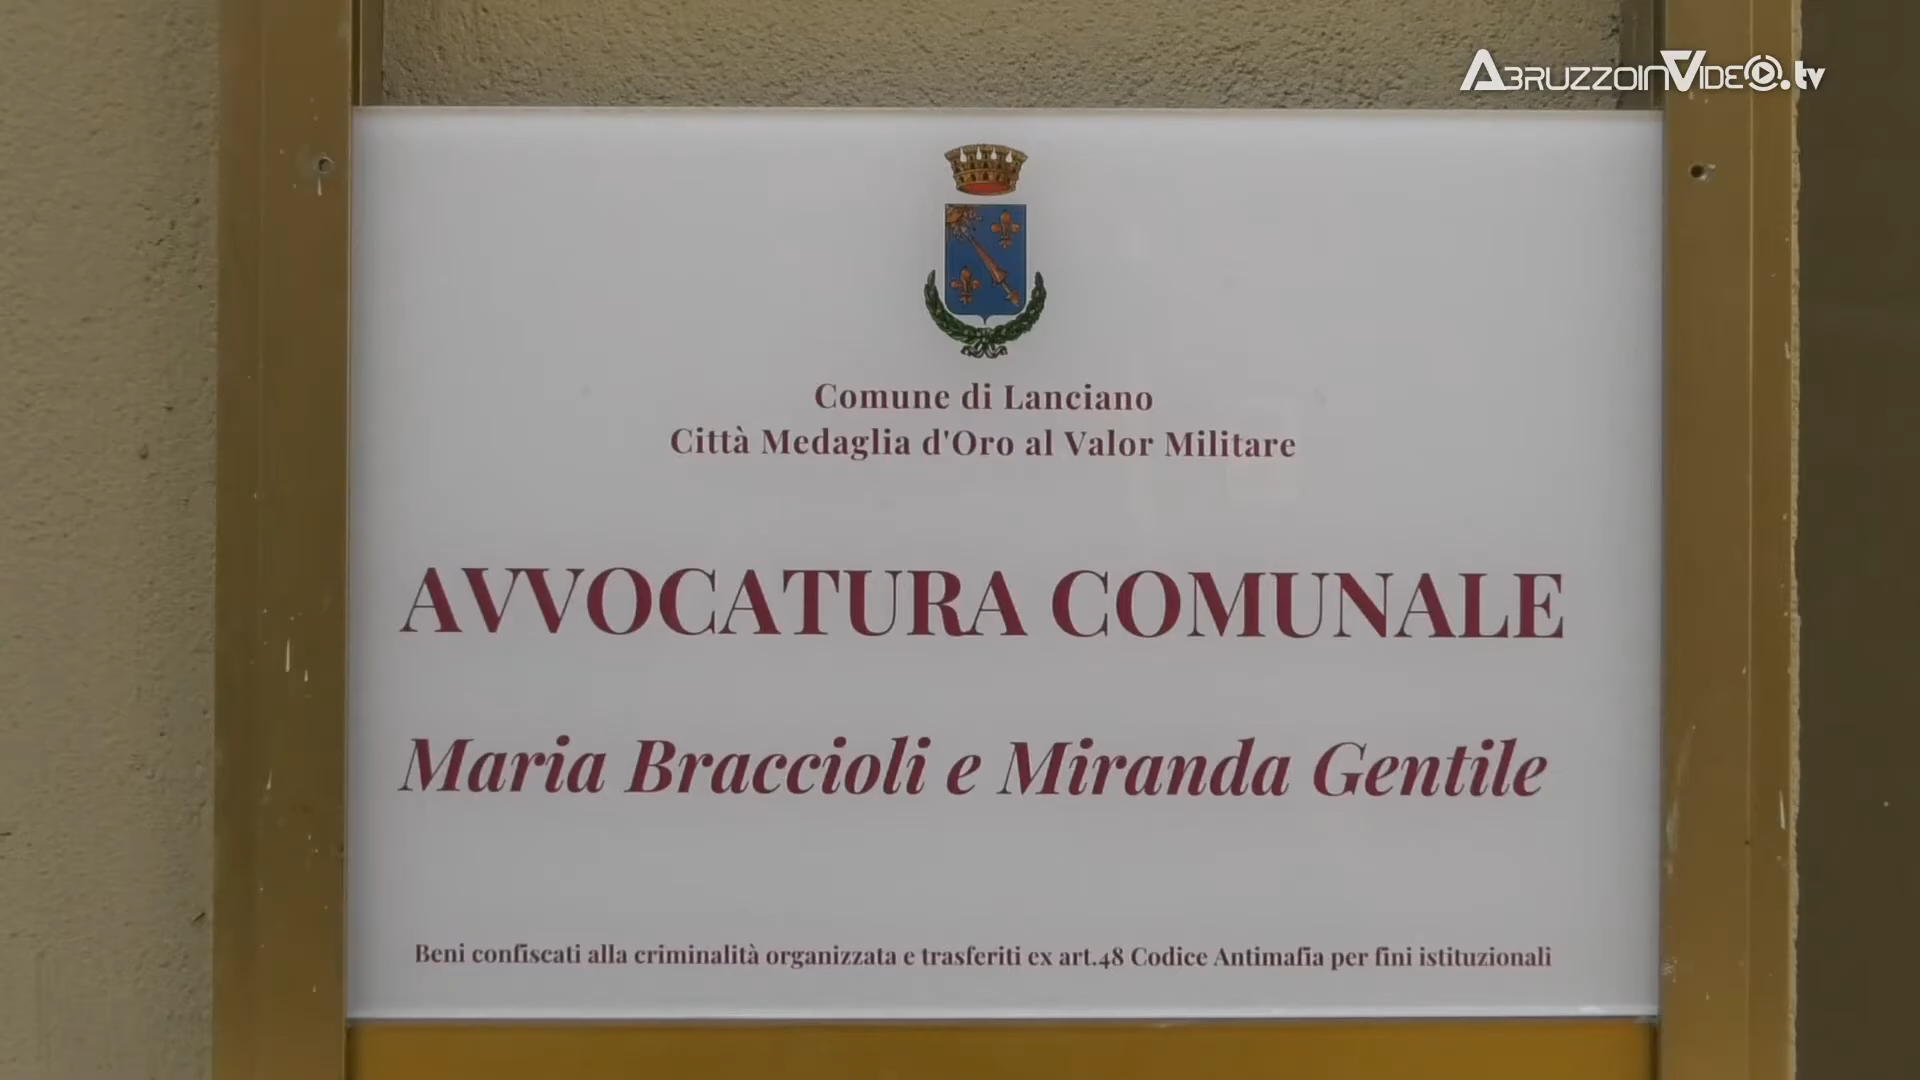 AbruzzoinVideo.tv
Comune di Lanciano
Città Medaglia d'Oro al Valor Militare
AVVOCATURA COMUNALE
Maria Braccioli e Miranda Gentile
Beni confiscati alla criminalità organizzata e trasferiti ex art.48 Codice Antimafia per fini istituzionali